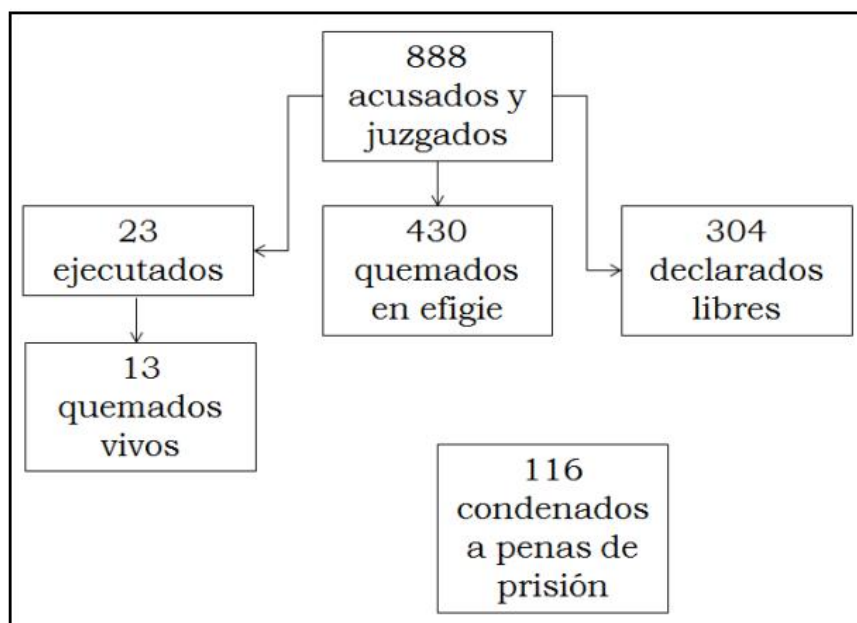 888
acusados y
juzgados
23
ejecutados
430
quemados
en efigie
304
declarados
libres
13
quemados
vivos
116
condenados
a penas de
prisión